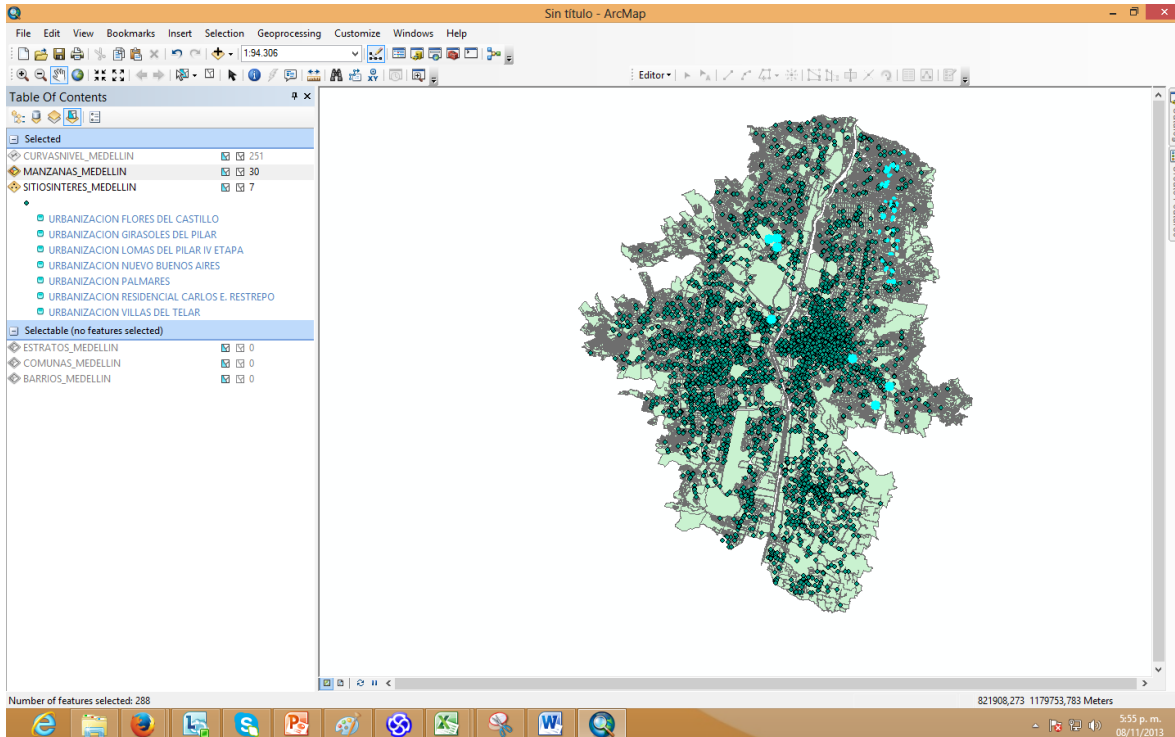 Sin título - ArcMap
File Edit View Bookmarks Insert Selection Geoprocessing Customize Windows Help
1:94.306
Editor
Table Of Contents
Selected
CURVASNIVEL_MEDELLIN 251
MANZANAS_MEDELLIN 30
SITIOSINTERES_MEDELLIN 7
URBANIZACION FLORES DEL CASTILLO
URBANIZACION GIRASOLES DEL PILAR
URBANIZACION LOMAS DEL PILAR IV ETAPA
URBANIZACION NUEVO BUENOS AIRES
URBANIZACION PALMARES
URBANIZACION RESIDENCIAL CARLOS E. RESTREPO
URBANIZACION VILLAS DEL TELAR
Selectable (no features selected)
ESTRATOS_MEDELLIN 0
COMUNAS_MEDELLIN 0
BARRIOS_MEDELLIN 0
Number of features selected: 288
821908,273 1179753,783 Meters
5:55 p. m.
08/11/2013